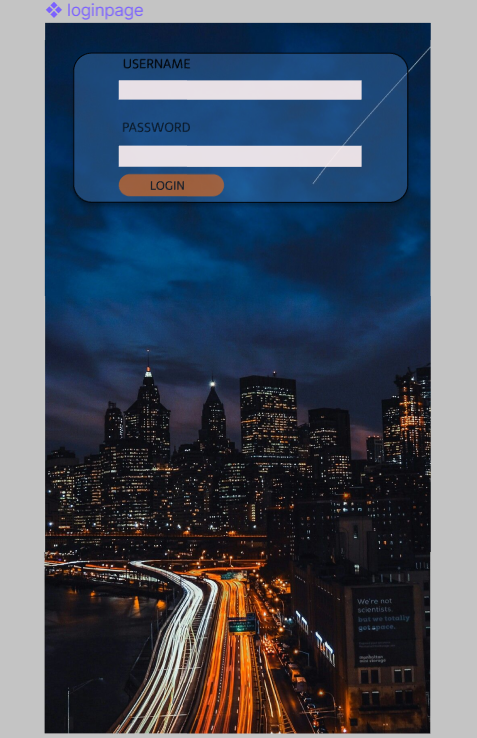 loginpage
USERNAME
PASSWORD
LOGIN
We're not
scientists.
but we totally
get space.
manhattan
mini storage